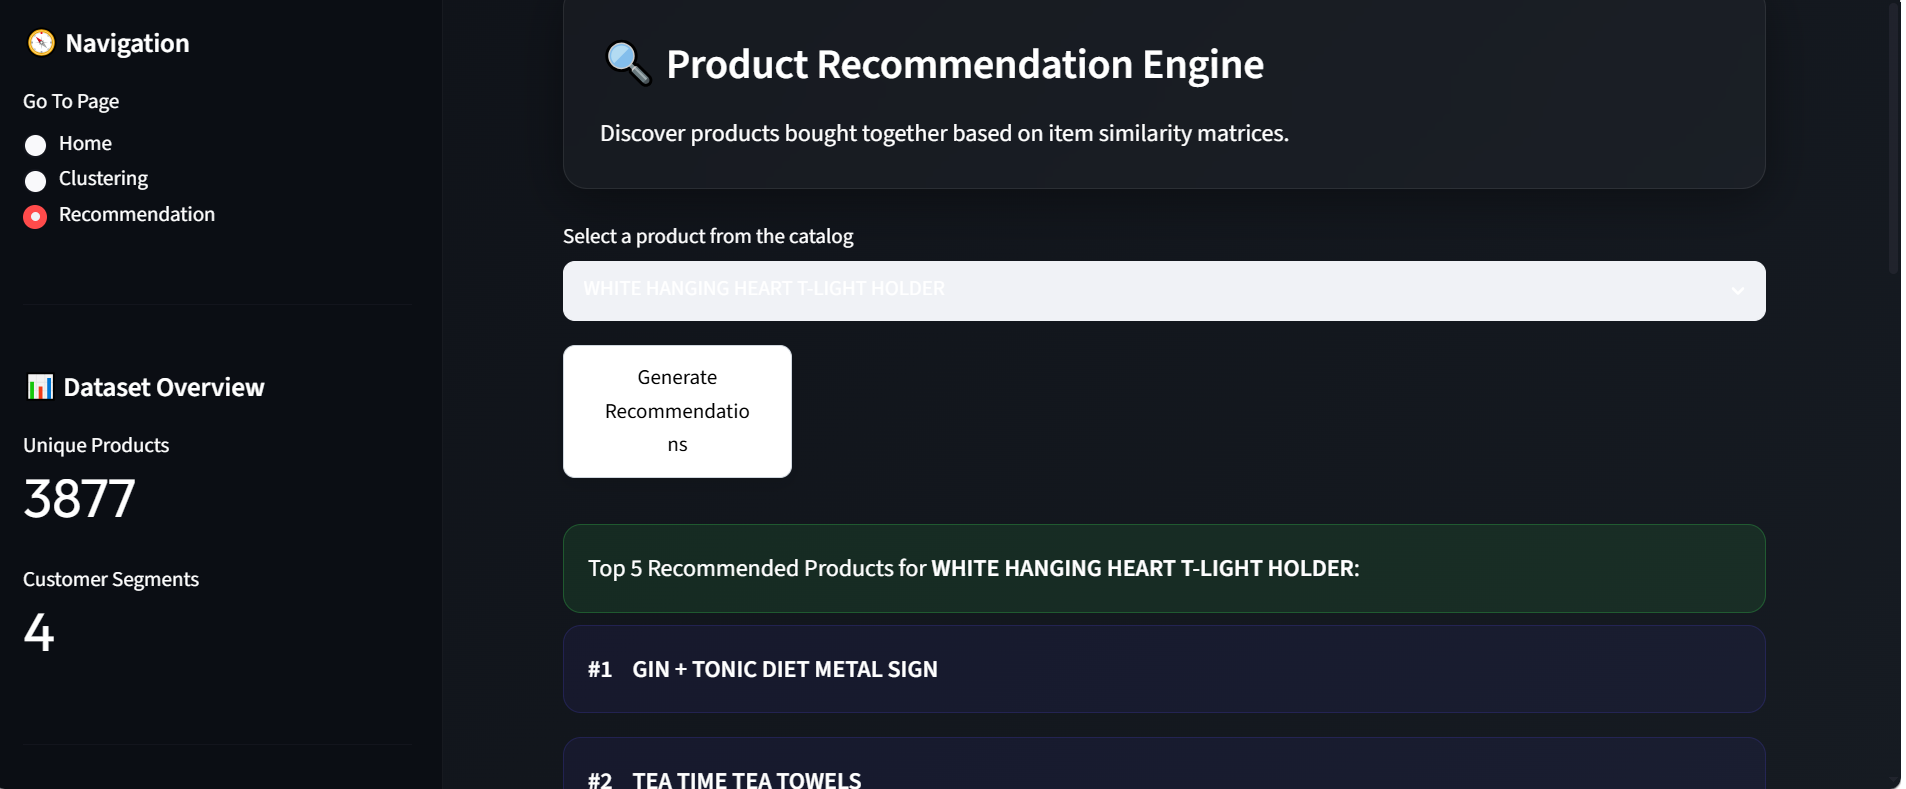 Navigation
Go To Page
Home
Clustering
Recommendation
Dataset Overview
Unique Products
3877
Customer Segments
4
Product Recommendation Engine
Discover products bought together based on item similarity matrices.
Select a product from the catalog
WHITE HANGING HEART T-LIGHT HOLDER
Generate
Recommendatio
ns
Top 5 Recommended Products for WHITE HANGING HEART T-LIGHT HOLDER:
#1 GIN + TONIC DIET METAL SIGN
#2 TEA TIME TEA TOWELS